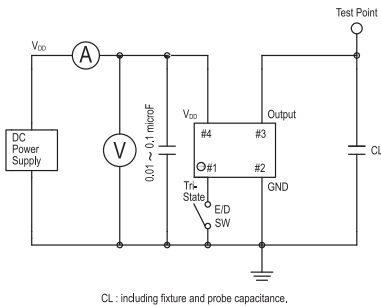 Test Point
VDD
A
DC
Power
Supply
V
0.01 ~ 0.1 microF
VDD
Output
#4
#3
#1
#2
Tri-
State
GND
E/D
SW
CL
CL : including fixture and probe capacitance,